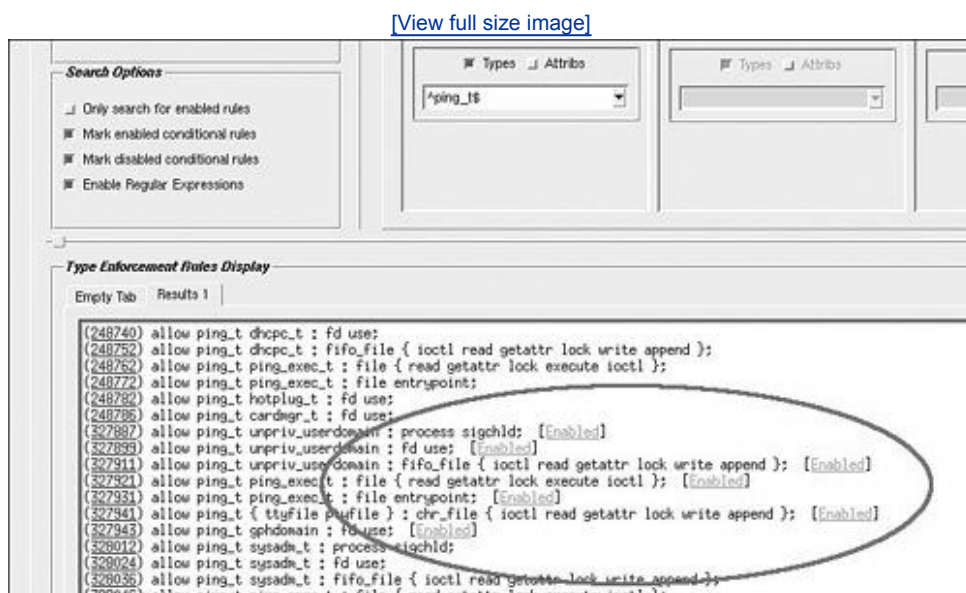 [View full size image]
Search Options
Only search for enabled rules
Mark enabled conditional rules
Mark disabled conditional rules
Enable Regular Expressions
Types Attribs
^ping_t$
Types Attribs
Type Enforcement Rules Display
Empty Tab Results 1
(248740) allow ping_t dhcpc_t : fd use;
(248752) allow ping_t dhcpc_t : fifo_file { ioctl read getattr lock write append };
(248762) allow ping_t ping_exec_t : file { read getattr lock execute ioctl };
(248772) allow ping_t ping_exec_t : file entrypoint;
(248782) allow ping_t hotplug_t : fd use;
(248786) allow ping_t cardmgr_t : fd use;
(327887) allow ping_t unpriv_userdomain : process sigchld; [Enabled]
(327899) allow ping_t unpriv_userdomain : fd use; [Enabled]
(327911) allow ping_t unpriv_userdomain : fifo_file { ioctl read getattr lock write append }; [Enabled]
(327921) allow ping_t ping_exec_t : file { read getattr lock execute ioctl }; [Enabled]
(327931) allow ping_t ping_exec_t : file entrypoint; [Enabled]
(327941) allow ping_t { ttyfile ptyfile } : chr_file { ioctl read getattr lock write append }; [Enabled]
(327943) allow ping_t gphdomain : fd use; [Enabled]
(328012) allow ping_t sysadm_t : process sigchld;
(328024) allow ping_t sysadm_t : fd use;
(328036) allow ping_t sysadm_t : fifo_file { ioctl read getattr lock write append };